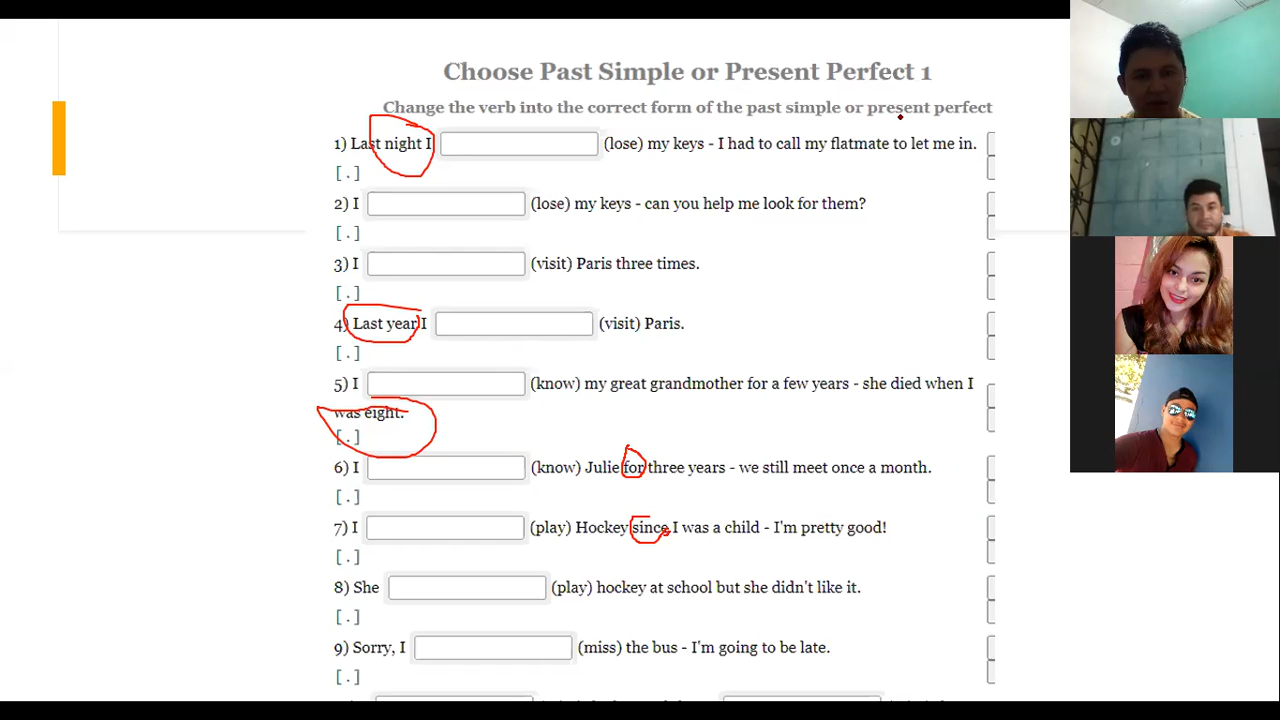 Choose Past Simple or Present Perfect 1
Change the verb into the correct form of the past simple or present perfect
1) Last night I (lose) my keys - I had to call my flatmate to let me in.
[ . ]
2) I (lose) my keys - can you help me look for them?
[ . ]
3) I (visit) Paris three times.
[ . ]
4) Last year I (visit) Paris.
[ . ]
5) I (know) my great grandmother for a few years - she died when I
was eight.
[ . ]
6) I (know) Julie for three years - we still meet once a month.
[ . ]
7) I (play) Hockey since I was a child - I'm pretty good!
[ . ]
8) She (play) hockey at school but she didn't like it.
[ . ]
9) Sorry, I (miss) the bus - I'm going to be late.
[ . ]